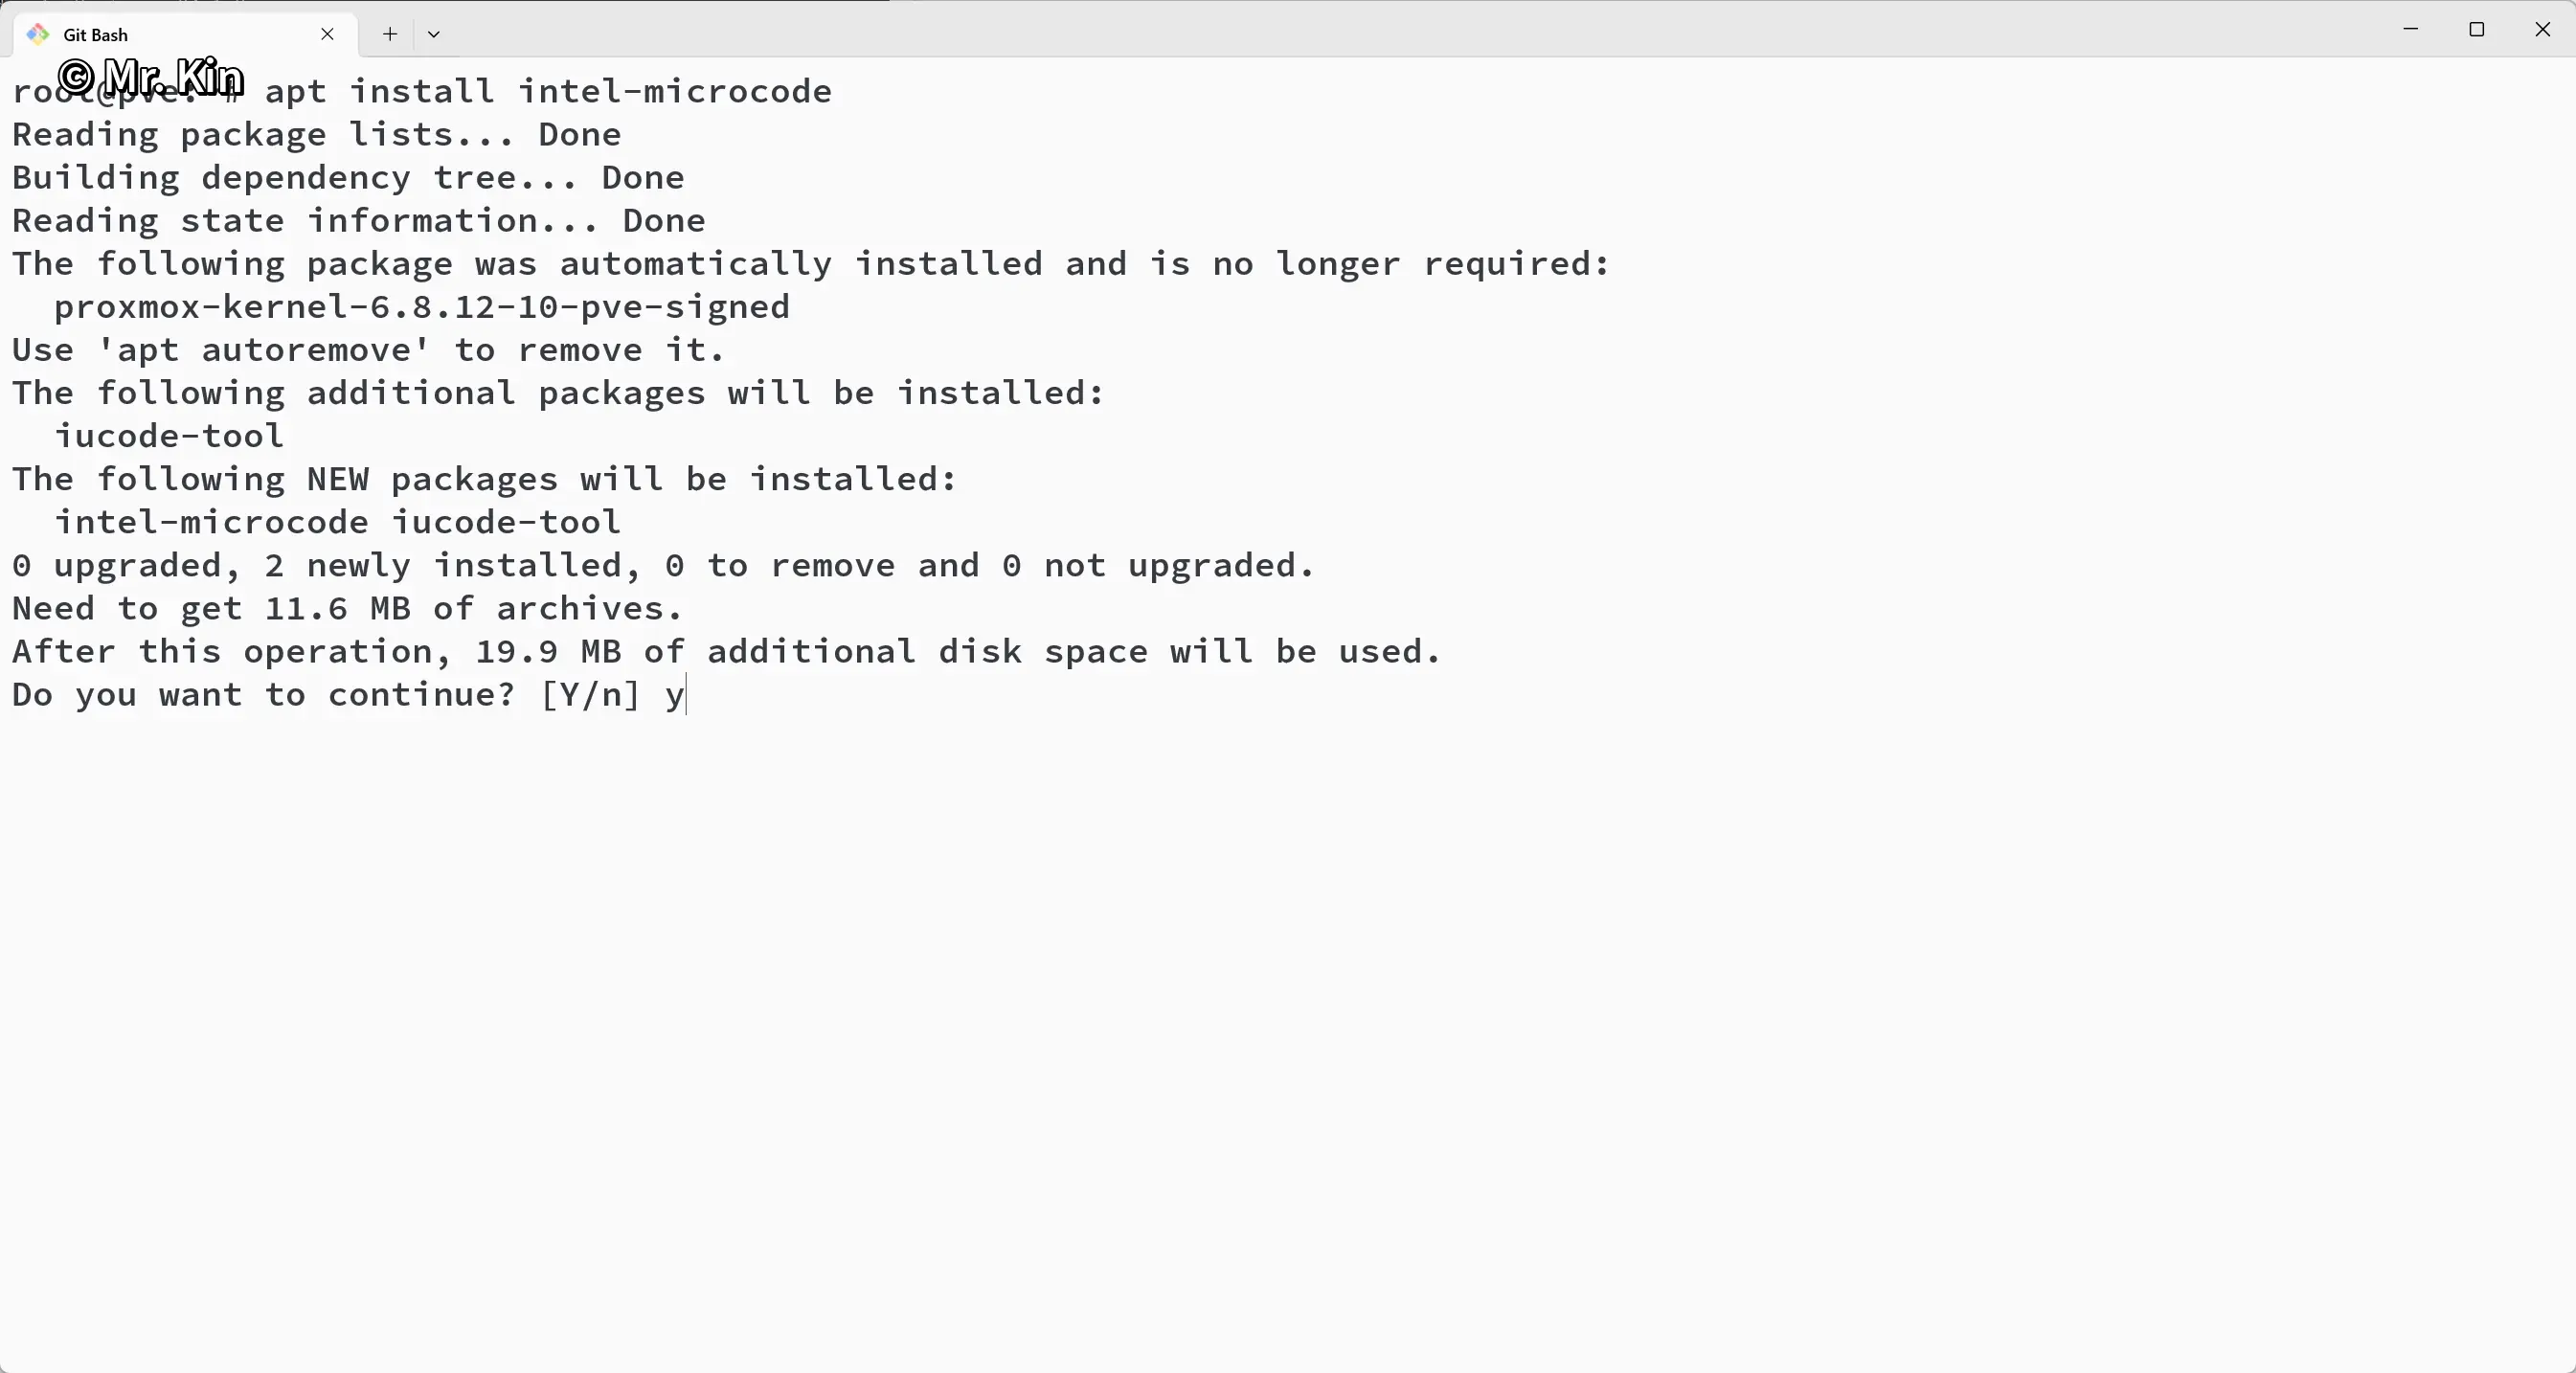 Git Bash
© Mr. Kin
root@pve:~# apt install intel-microcode
Reading package lists... Done
Building dependency tree... Done
Reading state information... Done
The following package was automatically installed and is no longer required:
  proxmox-kernel-6.8.12-10-pve-signed
Use 'apt autoremove' to remove it.
The following additional packages will be installed:
  iucode-tool
The following NEW packages will be installed:
  intel-microcode iucode-tool
0 upgraded, 2 newly installed, 0 to remove and 0 not upgraded.
Need to get 11.6 MB of archives.
After this operation, 19.9 MB of additional disk space will be used.
Do you want to continue? [Y/n] y